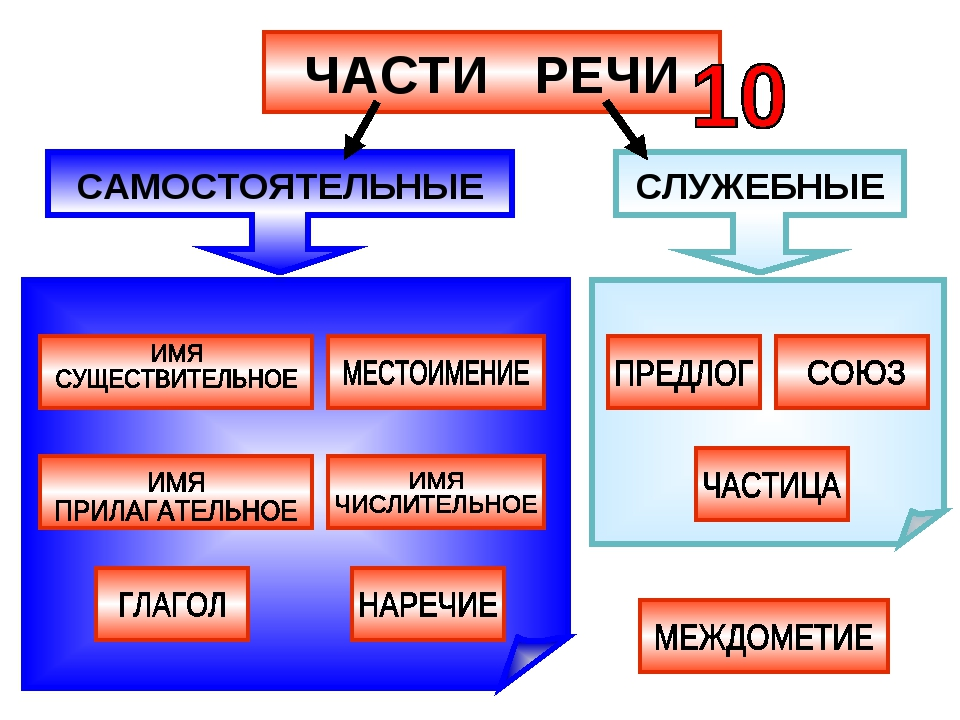 ЧАСТИ РЕЧИ
10
САМОСТОЯТЕЛЬНЫЕ
СЛУЖЕБНЫЕ
ИМЯ
СУЩЕСТВИТЕЛЬНОЕ
МЕСТОИМЕНИЕ
ИМЯ
ПРИЛАГАТЕЛЬНОЕ
ИМЯ
ЧИСЛИТЕЛЬНОЕ
ГЛАГОЛ
НАРЕЧИЕ
ПРЕДЛОГ
СОЮЗ
ЧАСТИЦА
МЕЖДОМЕТИЕ